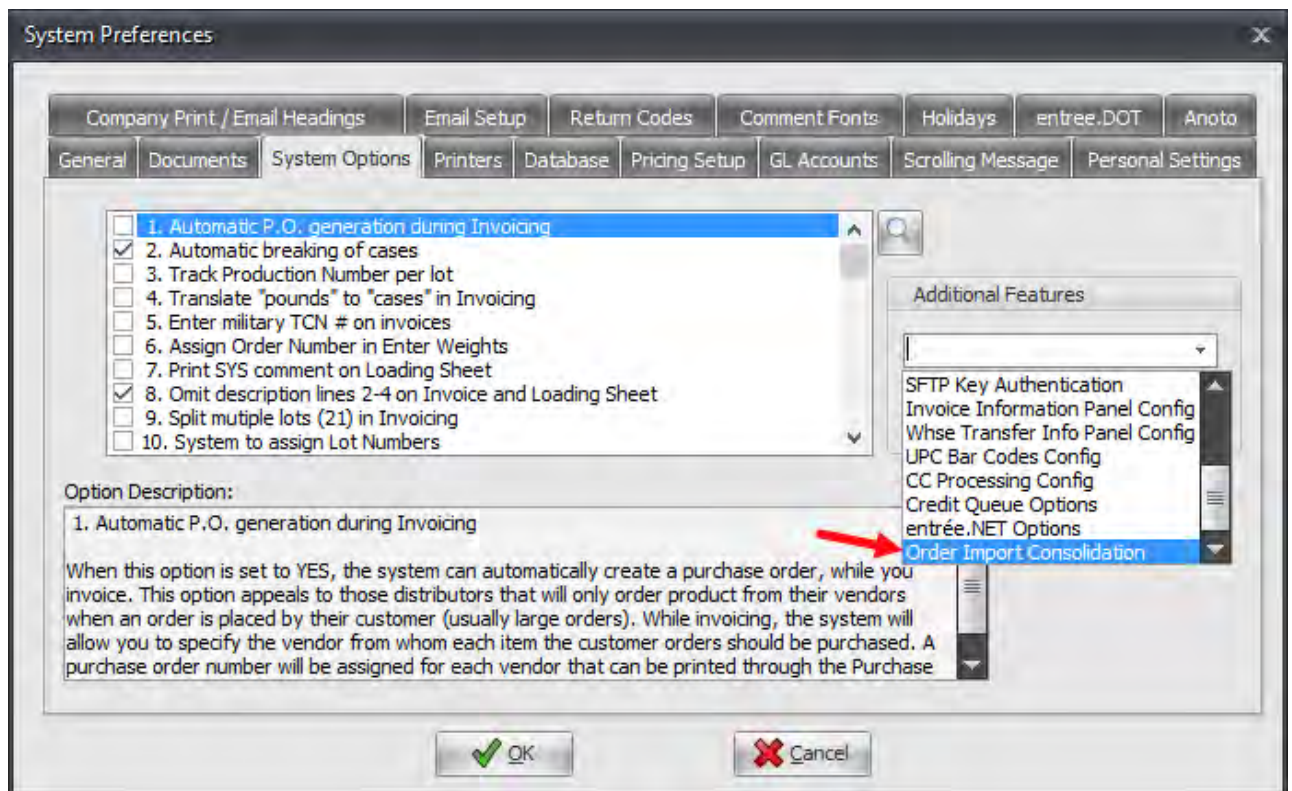 System Preferences
Company Print / Email Headings
Email Setup
Return Codes
Comment Fonts
Holidays
entree.DOT
Anoto
General
Documents
System Options
Printers
Database
Pricing Setup
GL Accounts
Scrolling Message
Personal Settings
1. Automatic P.O. generation during Invoicing
2. Automatic breaking of cases
3. Track Production Number per lot
4. Translate "pounds" to "cases" in Invoicing
5. Enter military TCN # on invoices
6. Assign Order Number in Enter Weights
7. Print SYS comment on Loading Sheet
8. Omit description lines 2-4 on Invoice and Loading Sheet
9. Split mutiple lots (21) in Invoicing
10. System to assign Lot Numbers
Additional Features
SFTP Key Authentication
Invoice Information Panel Config
Whse Transfer Info Panel Config
UPC Bar Codes Config
CC Processing Config
Credit Queue Options
entrée.NET Options
Order Import Consolidation
Option Description:
1. Automatic P.O. generation during Invoicing
When this option is set to YES, the system can automatically create a purchase order, while you
invoice. This option appeals to those distributors that will only order product from their vendors
when an order is placed by their customer (usually large orders). While invoicing, the system will
allow you to specify the vendor from whom each item the customer orders should be purchased. A
purchase order number will be assigned for each vendor that can be printed through the Purchase
OK
Cancel